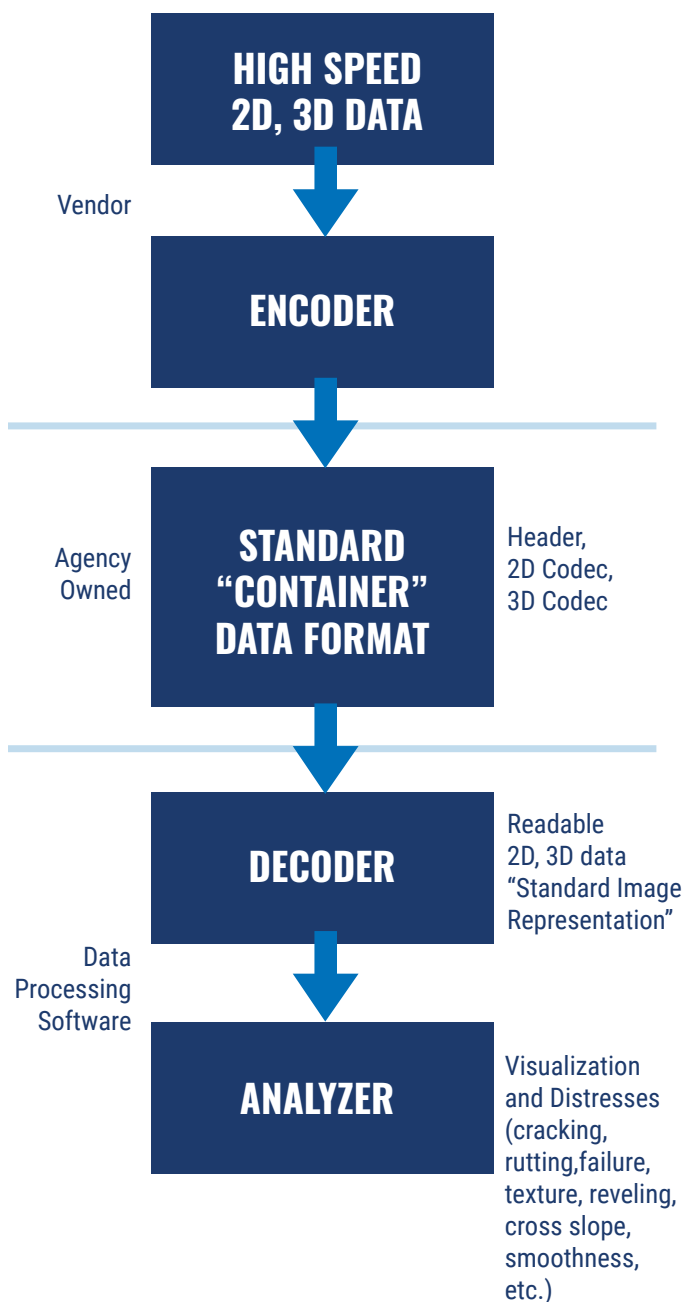 HIGH SPEED
2D, 3D DATA
Vendor
ENCODER
Agency
Owned
STANDARD
“CONTAINER”
DATA FORMAT
Header,
2D Codec,
3D Codec
DECODER
Readable
2D, 3D data
“Standard Image
Representation”
Data
Processing
Software
ANALYZER
Visualization
and Distresses
(cracking,
rutting,failure,
texture, reveling,
cross slope,
smoothness,
etc.)